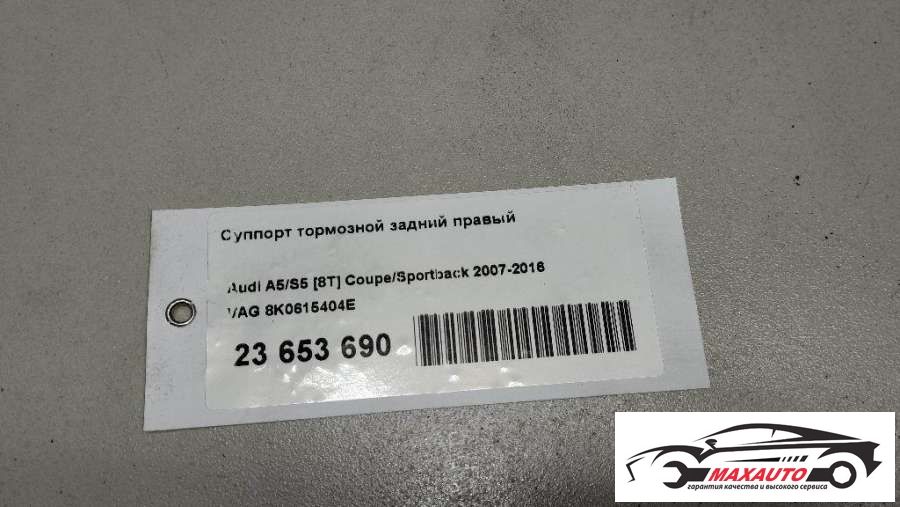 Суппорт тормозной задний правый
Audi A5/S5 [8T] Coupe/Sportback 2007-2016
VAG 8K0615404E
23 653 690
MAXAUTO
гарантия качества и высокого сервиса